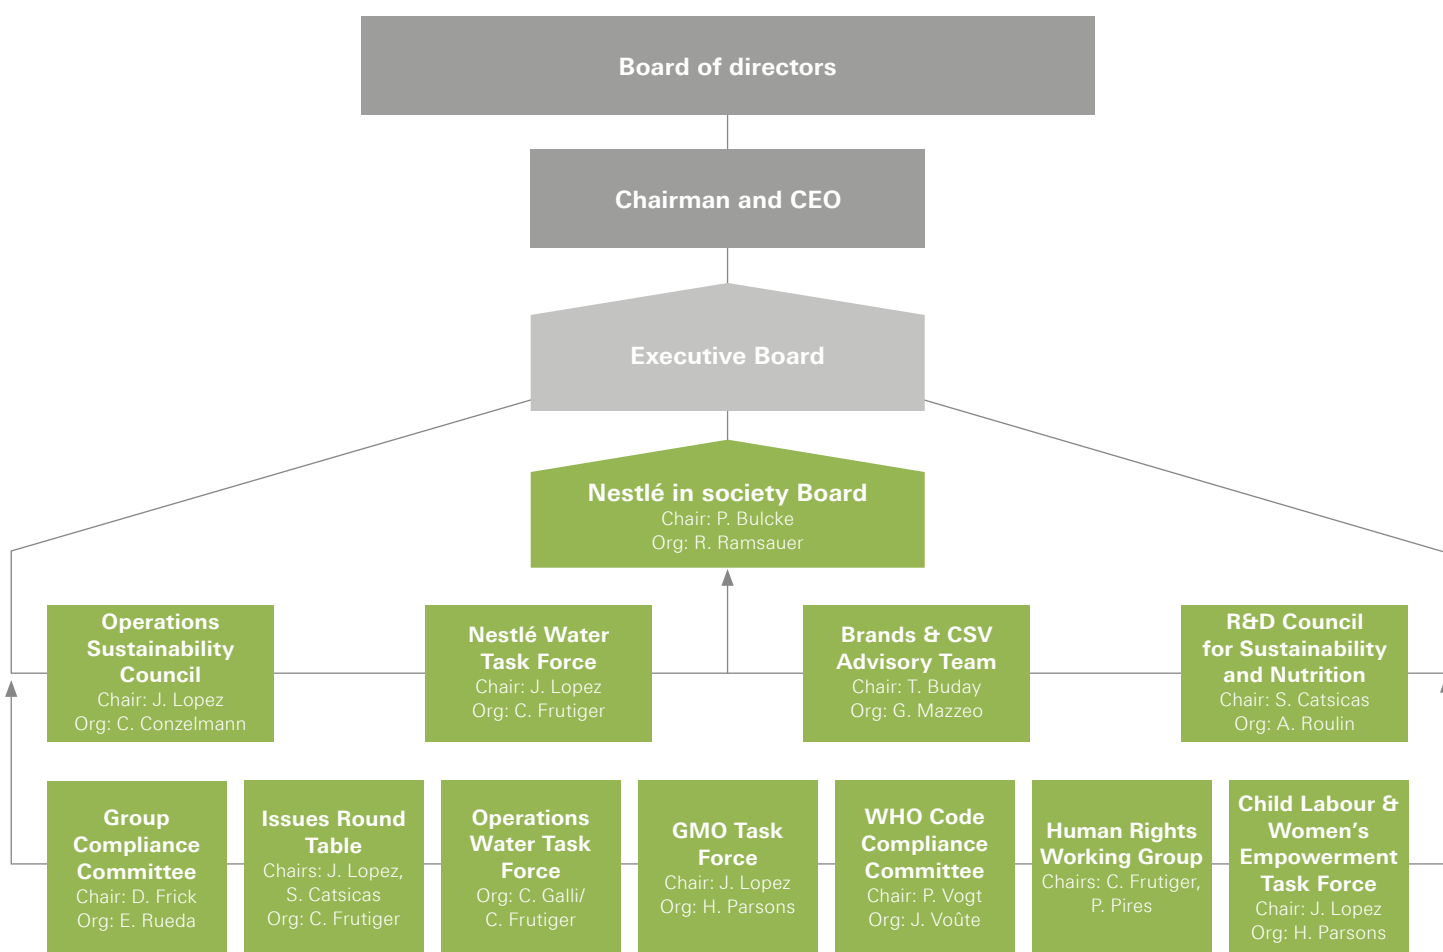 Board of directors
Chairman and CEO
Executive Board
Nestlé in society Board
Chair: P. Bulcke
Org: R. Ramsauer
Operations
Sustainability
Council
Chair: J. Lopez
Org: C. Conzelmann
Nestlé Water
Task Force
Chair: J. Lopez
Org: C. Frutiger
Brands & CSV
Advisory Team
Chair: T. Buday
Org: G. Mazzeo
R&D Council
for Sustainability
and Nutrition
Chair: S. Catsicas
Org: A. Roulin
Group
Compliance
Committee
Chair: D. Frick
Org: E. Rueda
Issues Round
Table
Chairs: J. Lopez,
S. Catsicas
Org: C. Frutiger
Operations
Water Task
Force
Org: C. Galli/
C. Frutiger
GMO Task
Force
Chair: J. Lopez
Org: H. Parsons
WHO Code
Compliance
Committee
Chair: P. Vogt
Org: J. Voûte
Human Rights
Working Group
Chairs: C. Frutiger,
P. Pires
Child Labour &
Women’s
Empowerment
Task Force
Chair: J. Lopez
Org: H. Parsons